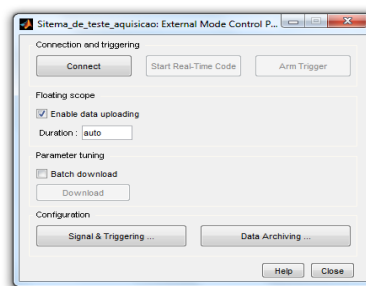 Sitema_de_teste_aquisicao: External Mode Control P...
Connection and triggering
Connect Start Real-Time Code Arm Trigger
Floating scope
Enable data uploading
Duration : auto
Parameter tuning
Batch download
Download
Configuration
Signal & Triggering ... Data Archiving ...
Help Close